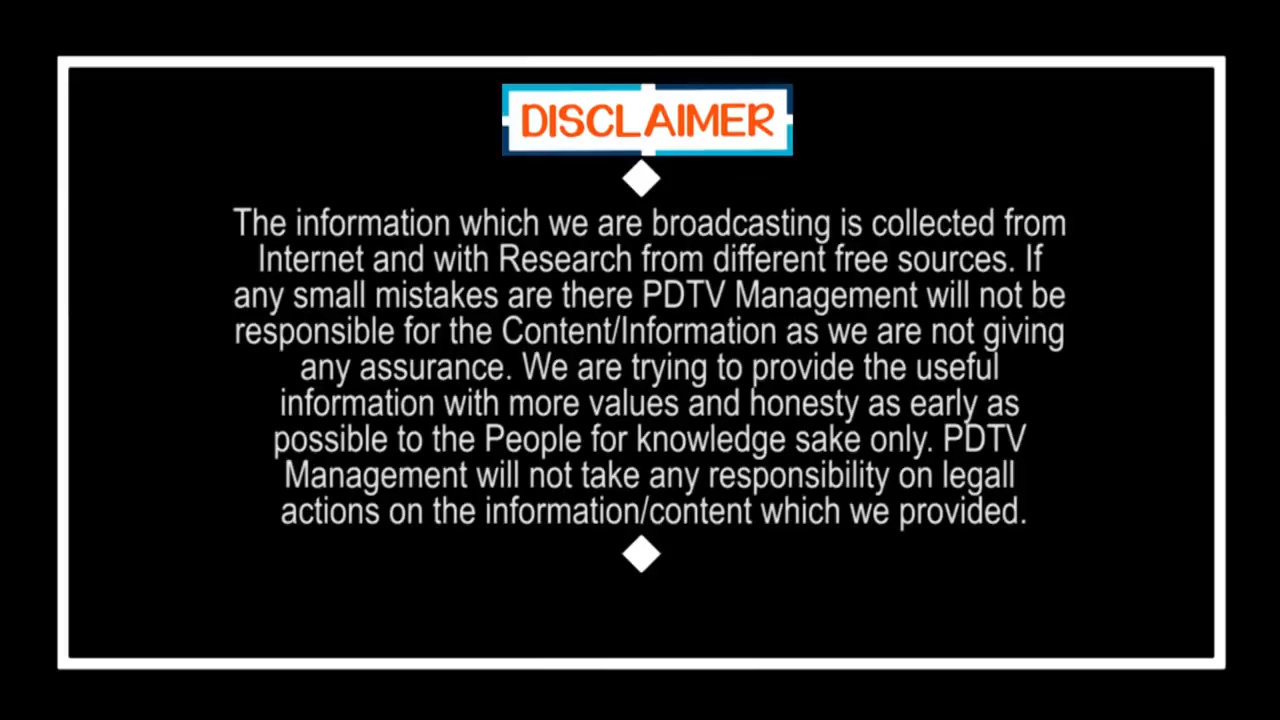 DISCLAIMER
The information which we are broadcasting is collected from
Internet and with Research from different free sources. If
any small mistakes are there PDTV Management will not be
responsible for the Content/Information as we are not giving
any assurance. We are trying to provide the useful
information with more values and honesty as early as
possible to the People for knowledge sake only. PDTV
Management will not take any responsibility on legall
actions on the information/content which we provided.